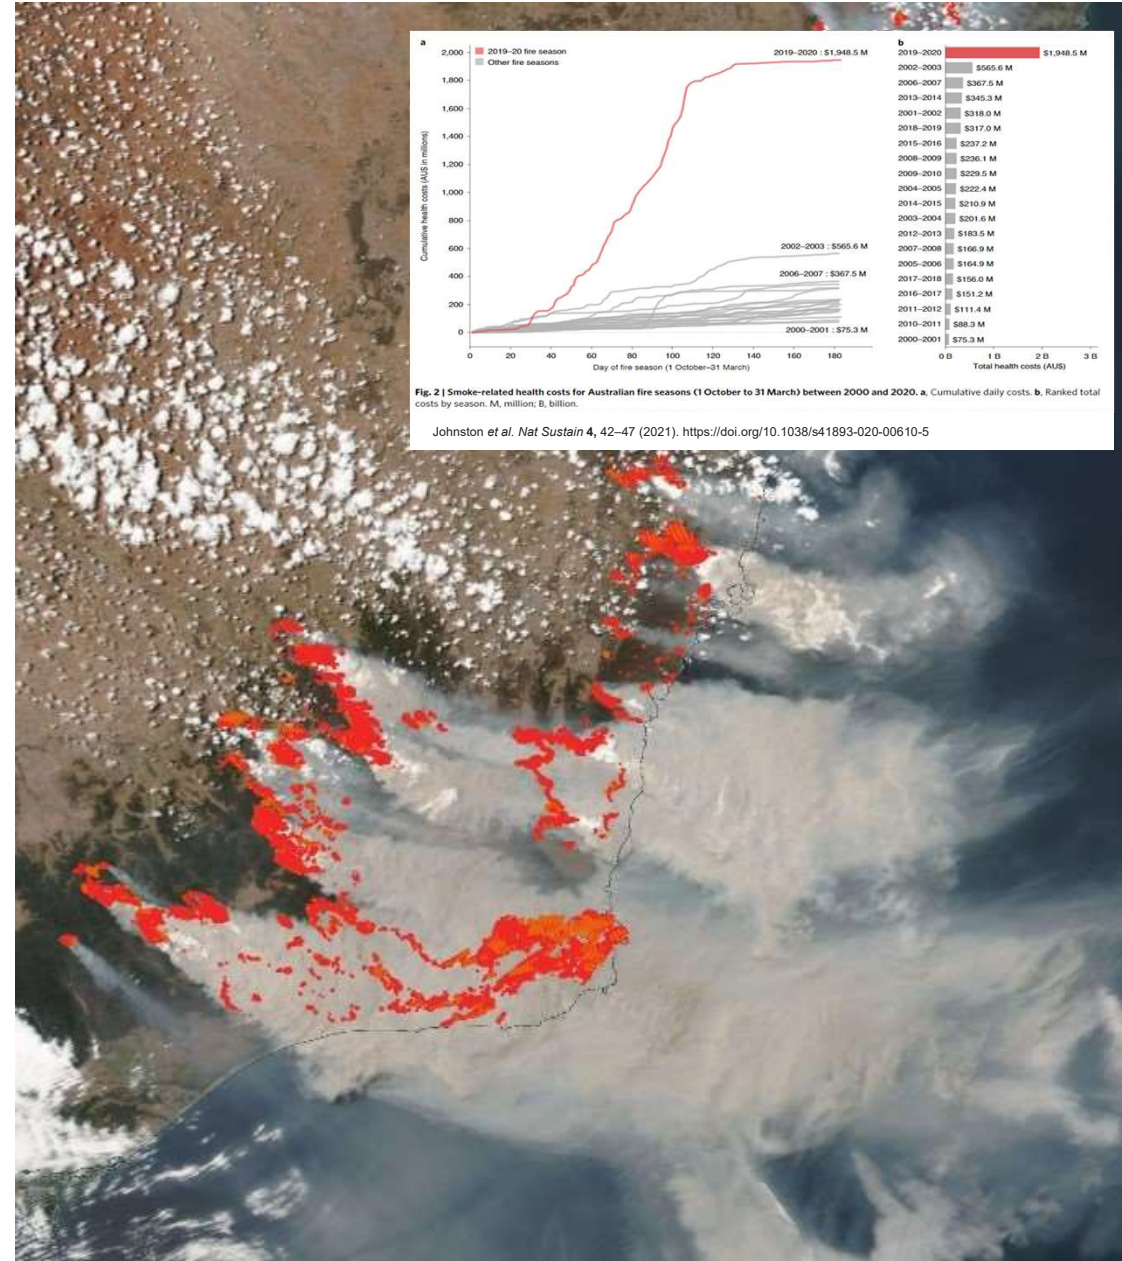 a
2,000
1,800
1,600
1,400
1,200
1,000
800
600
400
200
0
Cumulative health costs (AU$ in millions)
2019–20 fire season
Other fire seasons
2019–2020 : $1,948.5 M
2002–2003 : $565.6 M
2006–2007 : $367.5 M
2000–2001 : $75.3 M
0 20 40 60 80 100 120 140 160 180
Day of fire season (1 October–31 March)
b
2019–2020 $1,948.5 M
2002–2003 $565.6 M
2006–2007 $367.5 M
2013–2014 $345.3 M
2001–2002 $318.0 M
2018–2019 $317.0 M
2015–2016 $237.2 M
2008–2009 $236.1 M
2009–2010 $229.5 M
2004–2005 $222.4 M
2014–2015 $210.9 M
2003–2004 $201.6 M
2012–2013 $183.5 M
2007–2008 $166.9 M
2005–2006 $164.9 M
2017–2018 $156.0 M
2016–2017 $151.2 M
2011–2012 $111.4 M
2010–2011 $88.3 M
2000–2001 $75.3 M
0 B 1 B 2 B 3 B
Total health costs (AU$)
Fig. 2 | Smoke-related health costs for Australian fire seasons (1 October to 31 March) between 2000 and 2020. a, Cumulative daily costs. b, Ranked total
costs by season. M, million; B, billion.
Johnston et al. Nat Sustain 4, 42–47 (2021). https://doi.org/10.1038/s41893-020-00610-5